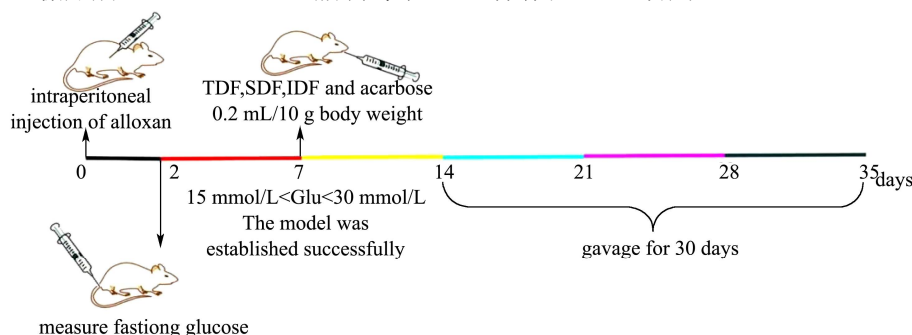 intraperitoneal
injection of alloxan
TDF,SDF,IDF and acarbose
0.2 mL/10 g body weight
0 2 7 14 21 28 35 days
15 mmol/L<Glu<30 mmol/L
The model was
established successfully
gavage for 30 days
measure fastiong glucose